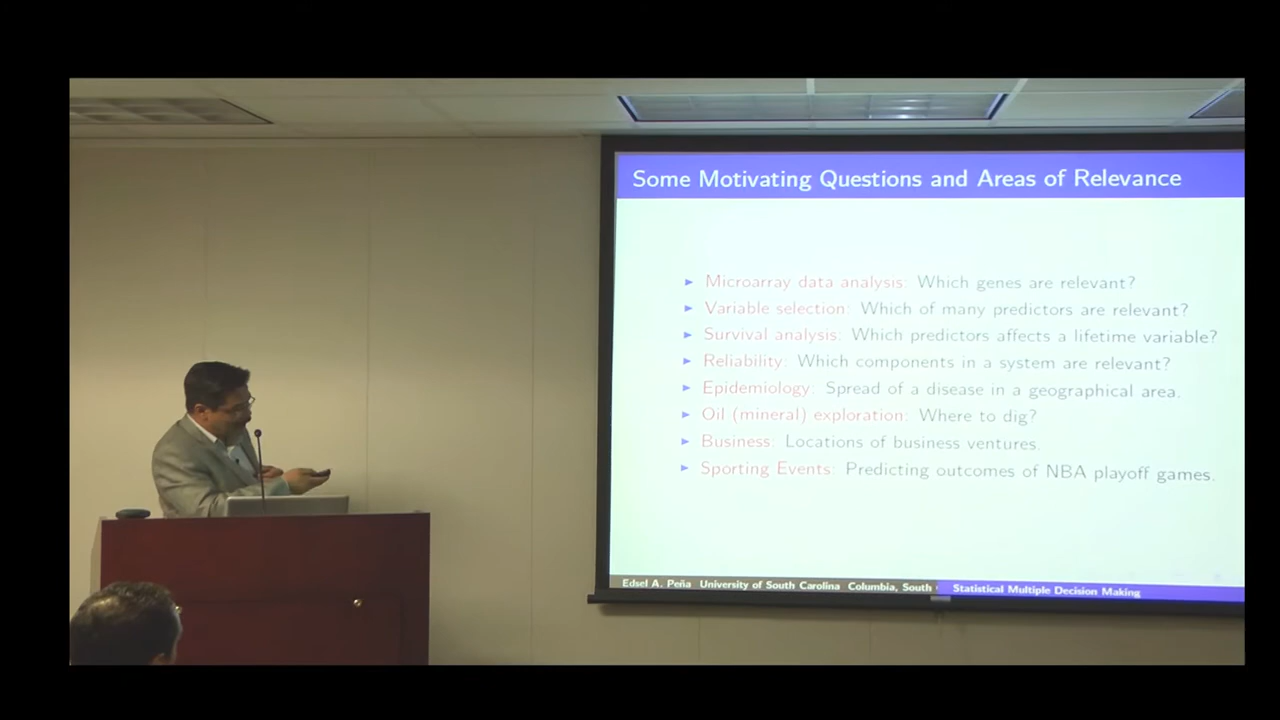 Some Motivating Questions and Areas of Relevance
► Microarray data analysis: Which genes are relevant?
► Variable selection: Which of many predictors are relevant?
► Survival analysis: Which predictors affects a lifetime variable?
► Reliability: Which components in a system are relevant?
► Epidemiology: Spread of a disease in a geographical area.
► Oil (mineral) exploration: Where to dig?
► Business: Locations of business ventures.
► Sporting Events: Predicting outcomes of NBA playoff games.
Edsel A. Peña University of South Carolina Columbia, South Statistical Multiple Decision Making